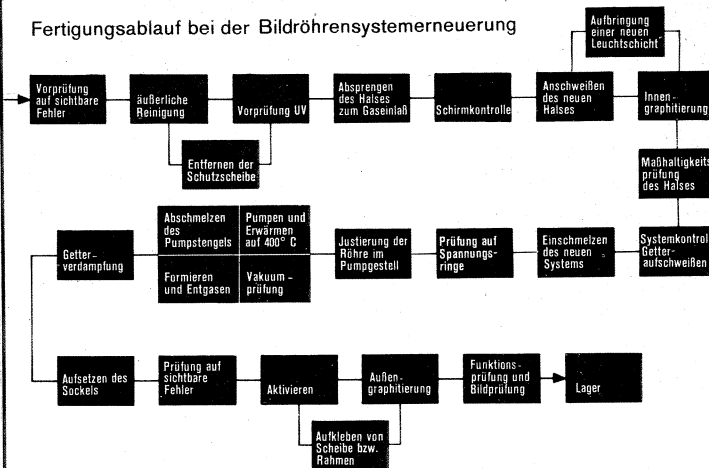 Fertigungsablauf bei der Bildröhrensystemerneuerung
Aufbringung
einer neuen
Leuchtschicht
Vorprüfung
auf sichtbare
Fehler
äußerliche
Reinigung
Vorprüfung UV
Absprengen
des Halses
zum Gaseinlaß
Schirmkontrolle
Anschweißen
des neuen
Halses
Innen-
graphitierung
Entfernen der
Schutzscheibe
Maßhaltigkeits
prüfung
des Halses
Getter-
verdampfung
Abschmelzen
des
Pumpstengels
Pumpen und
Erwärmen
auf 400° C
Formieren
und Entgasen
Vakuum-
prüfung
Justierung der
Röhre im
Pumpgestell
Prüfung auf
Spannungs-
ringe
Einschmelzen
des neuen
Systems
Systemkontrol
Getter-
aufschweißen
Aufsetzen des
Sockels
Prüfung auf
sichtbare
Fehler
Aktivieren
Außen-
graphitierung
Funktions-
prüfung und
Bildprüfung
Lager
Aufkleben von
Scheibe bzw.
Rahmen